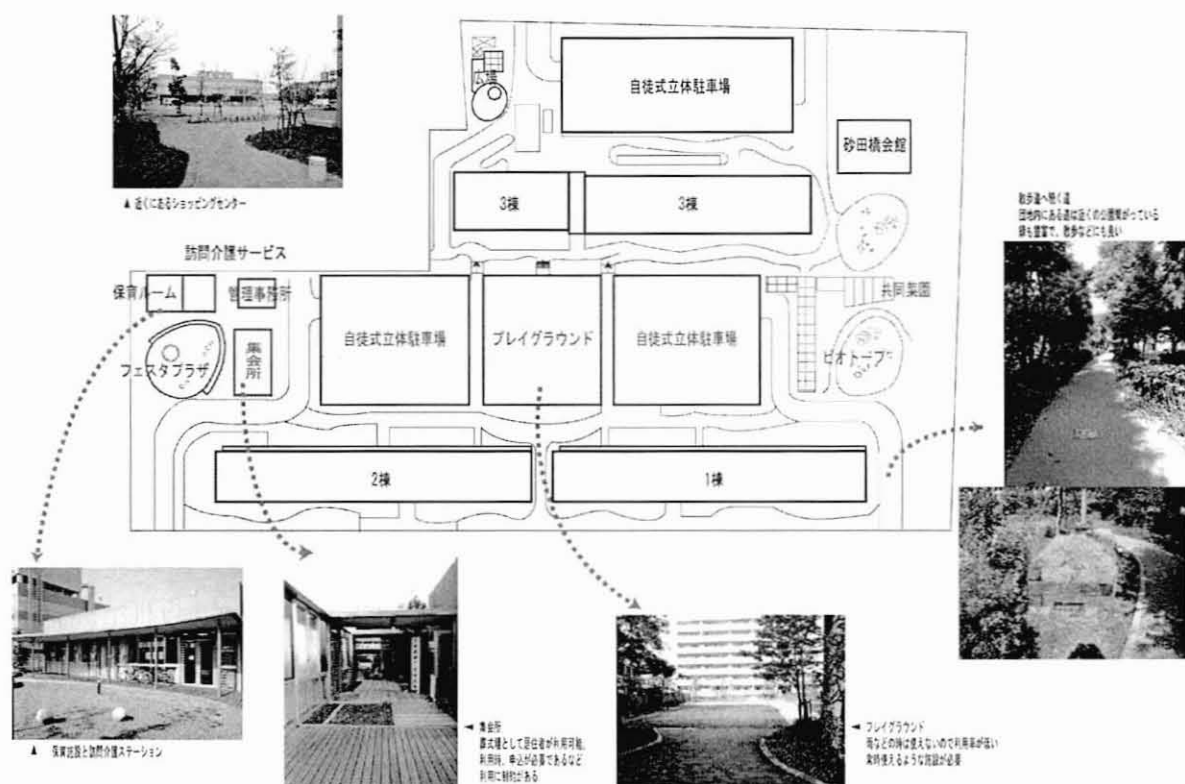 広場
自徒式立体駐車場
砂田橋会館
▲ 近くにあるショッピングセンター
3棟
3棟
散歩道へ続く道
団地内にある道は近くの公園繋がっている
緑も豊富で、散歩などにも良い
訪問介護サービス
保育ルーム
管理事務所
自徒式立体駐車場
プレイグラウンド
自徒式立体駐車場
共同菜園
集会所
フェスタプラザ
ビオトープ
2棟
1棟
▲ 保育施設と訪問介護ステーション
◄ 集会所
葬式場として居住者が利用可能。
利用時、申込が必要であるなど
利用に制約がある
◄ プレイグラウンド
雨などの時は使えないので利用率が低い
常時使えるような施設が必要